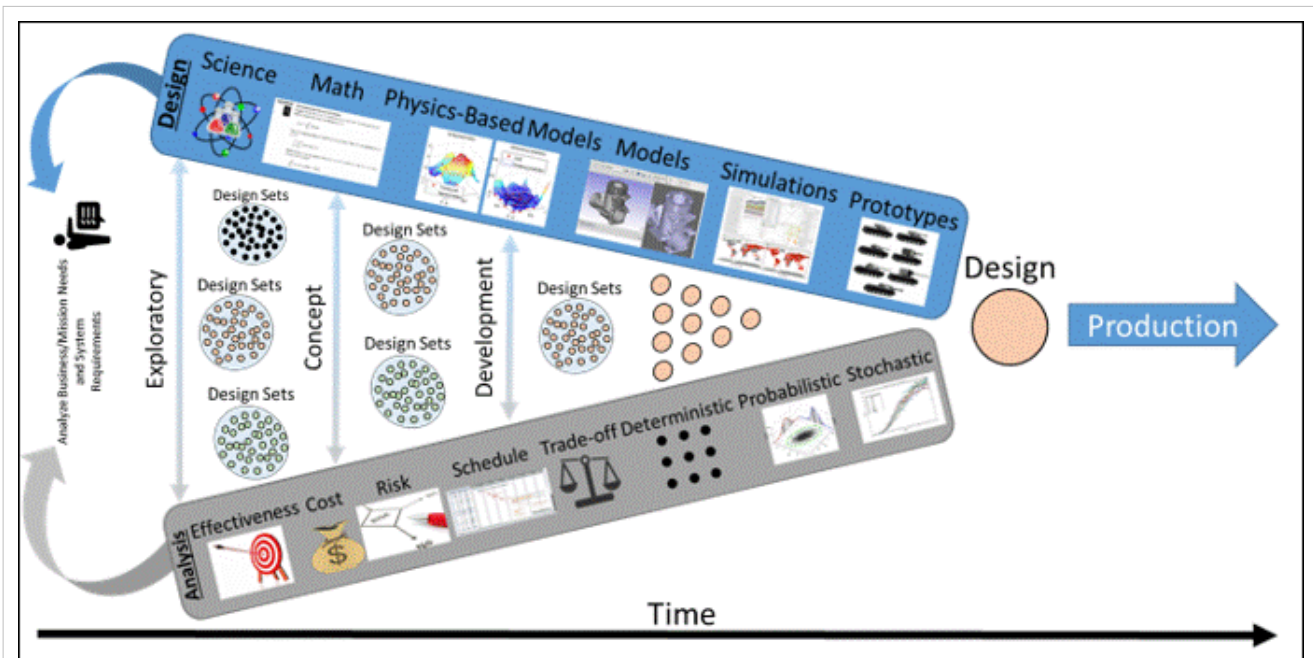 Design
Science
Math
Physics-Based Models
Models
Simulations
Prototypes
Design Sets
Design Sets
Design Sets
Design Sets
Design Sets
Design Sets
Exploratory
Concept
Development
Analyze Business/Mission Needs
and System
Requirements
Design
Production
Analysis
Effectiveness
Cost
Risk
Schedule
Trade-off
Deterministic
Probabilistic
Stochastic
Time